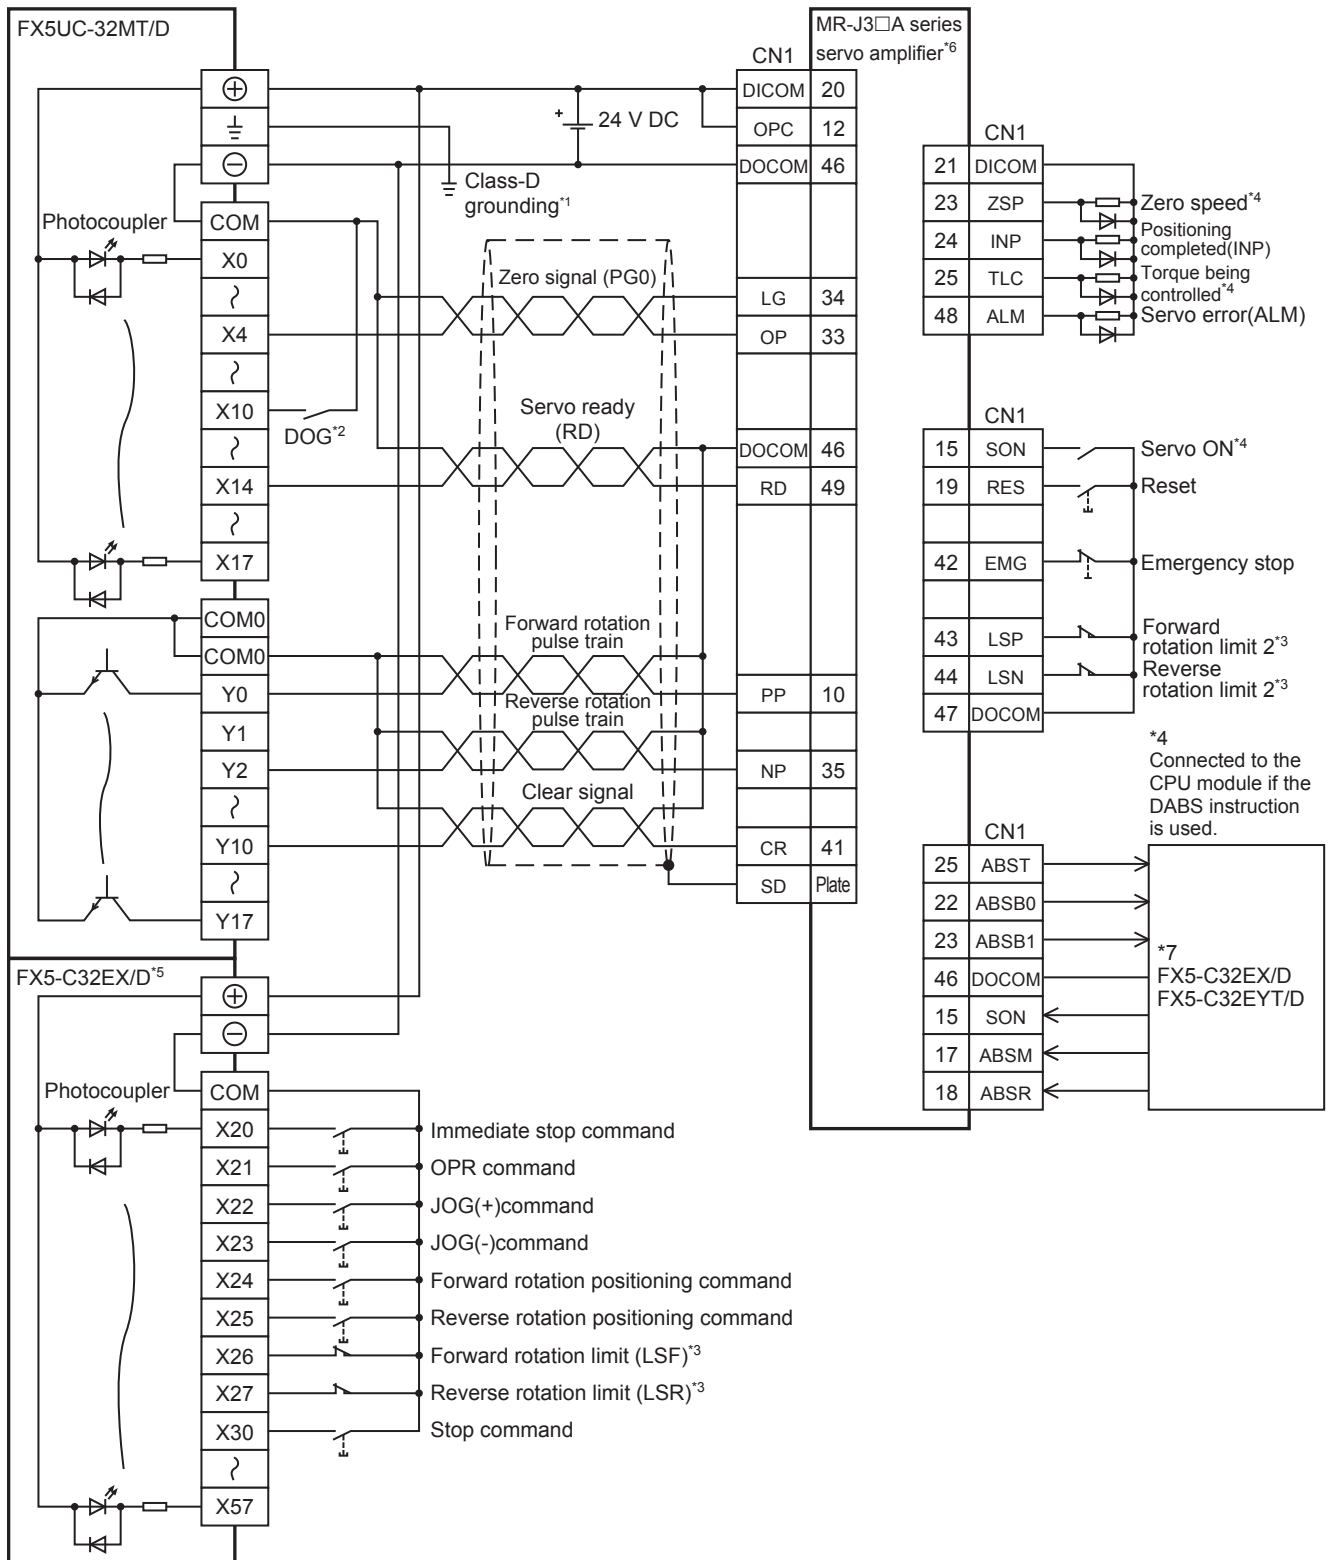 FX5UC-32MT/D
MR-J3□A series
servo amplifier*6
CN1
DICOM 20
OPC 12
DOCOM 46
LG 34
OP 33
DOCOM 46
RD 49
PP 10
NP 35
CR 41
SD Plate
+
24 V DC
Class-D
grounding*1
Photocoupler
COM
X0
X4
X10
X14
X17
COM0
COM0
Y0
Y1
Y2
Y10
Y17
DOG*2
Zero signal (PG0)
Servo ready
(RD)
Forward rotation
pulse train
Reverse rotation
pulse train
Clear signal
CN1
21 DICOM
23 ZSP Zero speed*4
24 INP Positioning
completed(INP)
25 TLC Torque being
controlled*4
48 ALM Servo error(ALM)
CN1
15 SON Servo ON*4
19 RES Reset
42 EMG Emergency stop
43 LSP Forward
rotation limit 2*3
44 LSN Reverse
rotation limit 2*3
47 DOCOM
*4
Connected to the
CPU module if the
DABS instruction
is used.
CN1
25 ABST
22 ABSB0
23 ABSB1
46 DOCOM
15 SON
17 ABSM
18 ABSR
*7
FX5-C32EX/D
FX5-C32EYT/D
FX5-C32EX/D*5
Photocoupler
COM
X20 Immediate stop command
X21 OPR command
X22 JOG(+)command
X23 JOG(-)command
X24 Forward rotation positioning command
X25 Reverse rotation positioning command
X26 Forward rotation limit (LSF)*3
X27 Reverse rotation limit (LSR)*3
X30 Stop command
X57